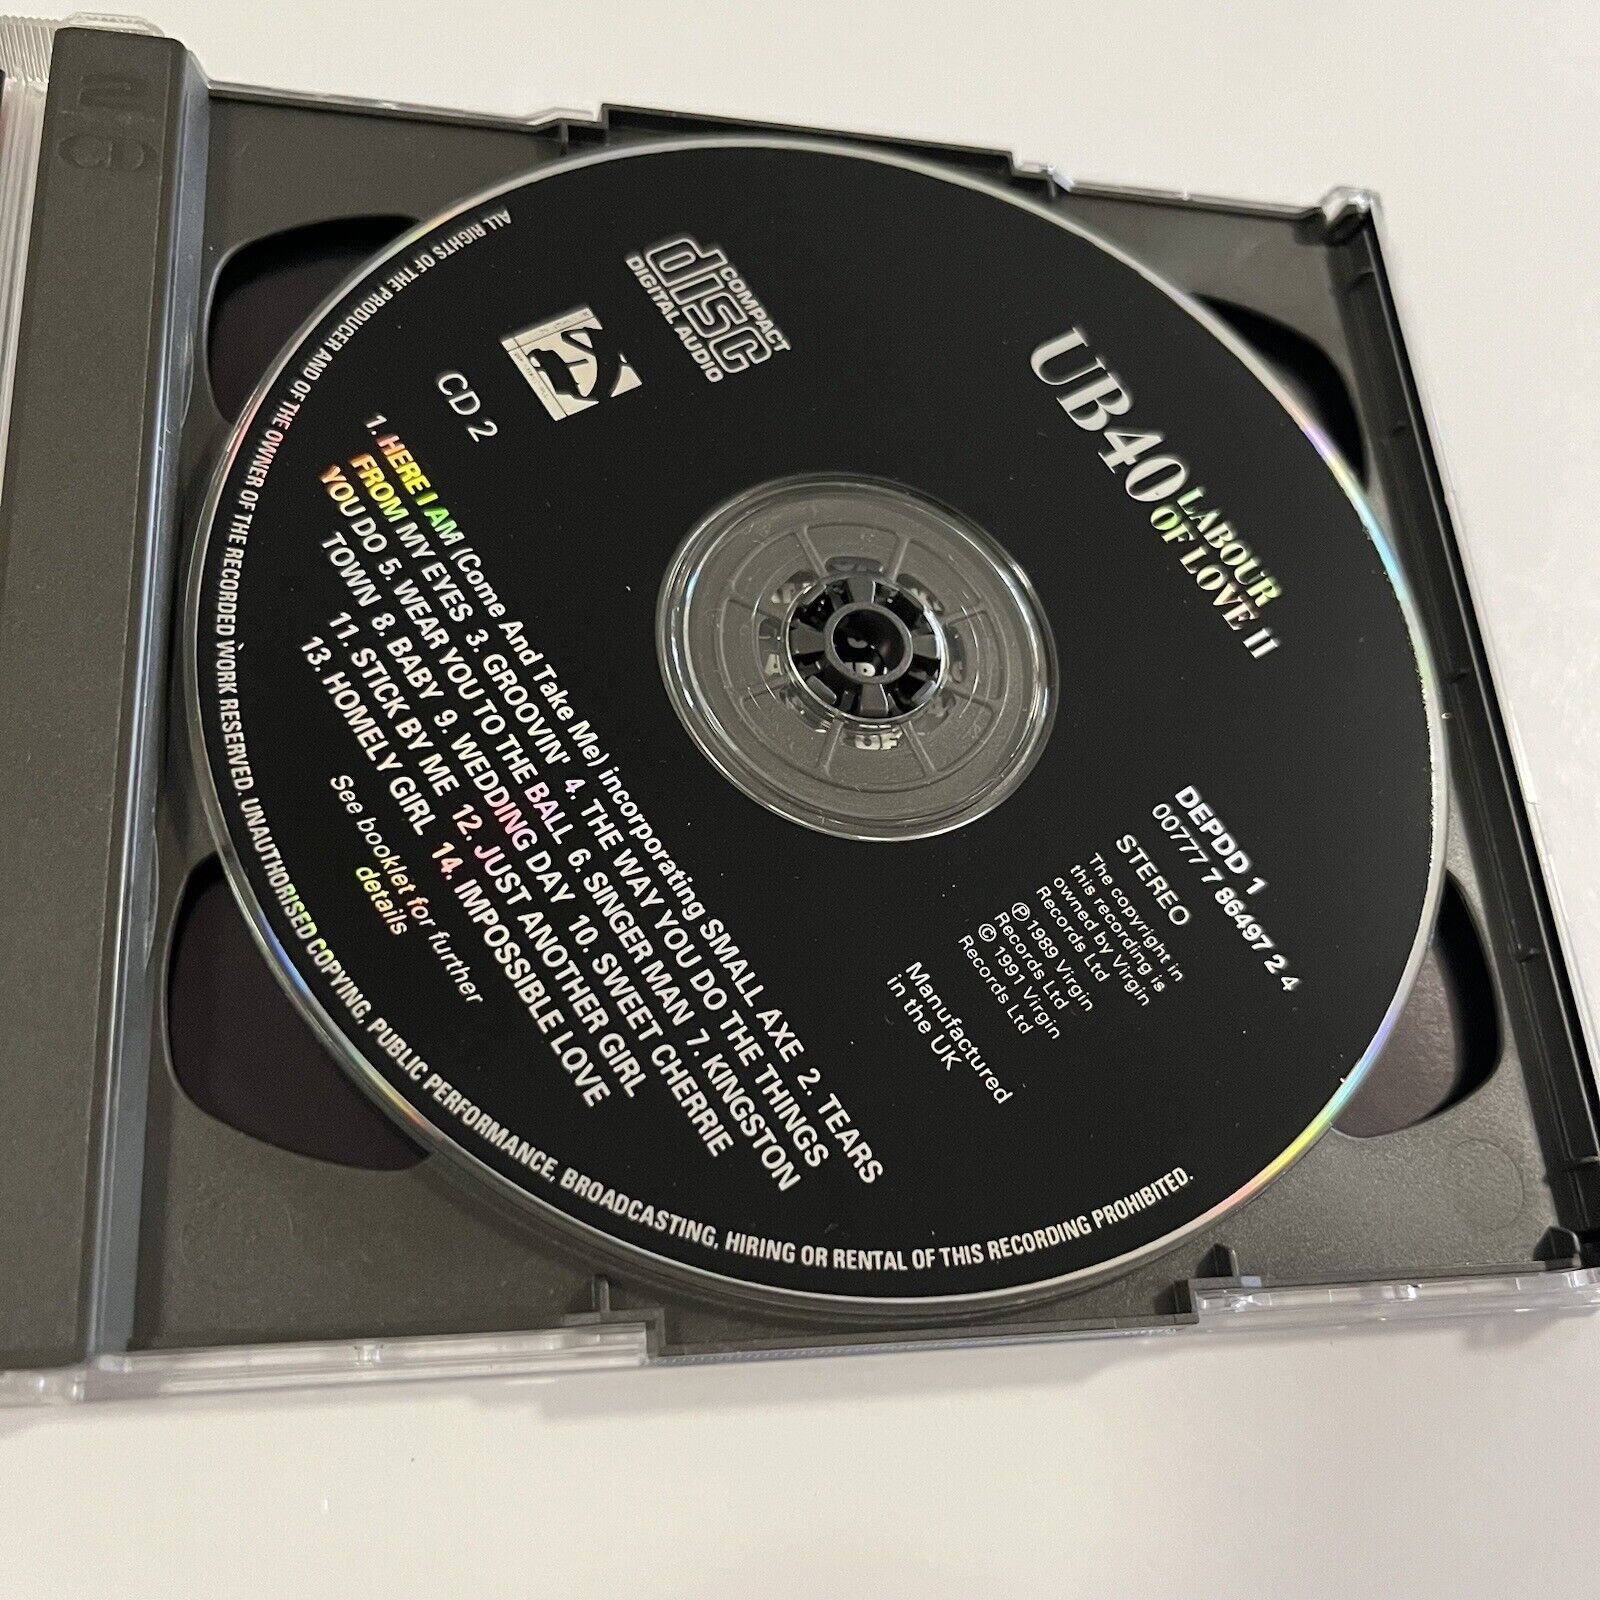 UB40
LABOUR
OF LOVE II
COMPACT
disc
DIGITAL AUDIO
CD 2
DEPDD 1
00777 7 86497 2 4
STEREO
The copyright in
this recording is
owned by Virgin
Records Ltd
℗ 1989 Virgin
Records Ltd
© 1991 Virgin
Records Ltd
Manufactured
in the UK
1. HERE I AM (Come And Take Me) incorporating SMALL AXE 2. TEARS
FROM MY EYES 3. GROOVIN' 4. THE WAY YOU DO THE THINGS
YOU DO 5. WEAR YOU TO THE BALL 6. SINGER MAN 7. KINGSTON
TOWN 8. BABY 9. WEDDING DAY 10. SWEET CHERRIE
11. STICK BY ME 12. JUST ANOTHER GIRL
13. HOMELY GIRL 14. IMPOSSIBLE LOVE
See booklet for further
details
ALL RIGHTS OF THE PRODUCER AND OF THE OWNER OF THE RECORDED WORK RESERVED. UNAUTHORISED COPYING, PUBLIC PERFORMANCE, BROADCASTING, HIRING OR RENTAL OF THIS RECORDING PROHIBITED.